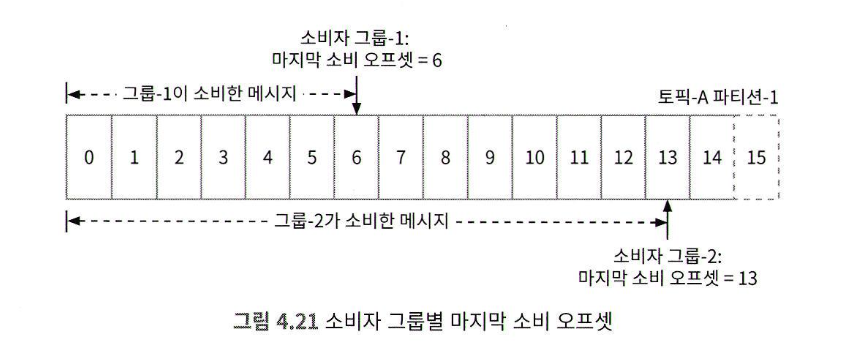 소비자 그룹-1:
마지막 소비 오프셋 = 6
그룹-1이 소비한 메시지
토픽-A 파티션-1
0 1 2 3 4 5 6 7 8 9 10 11 12 13 14 15
그룹-2가 소비한 메시지
소비자 그룹-2:
마지막 소비 오프셋 = 13
그림 4.21 소비자 그룹별 마지막 소비 오프셋